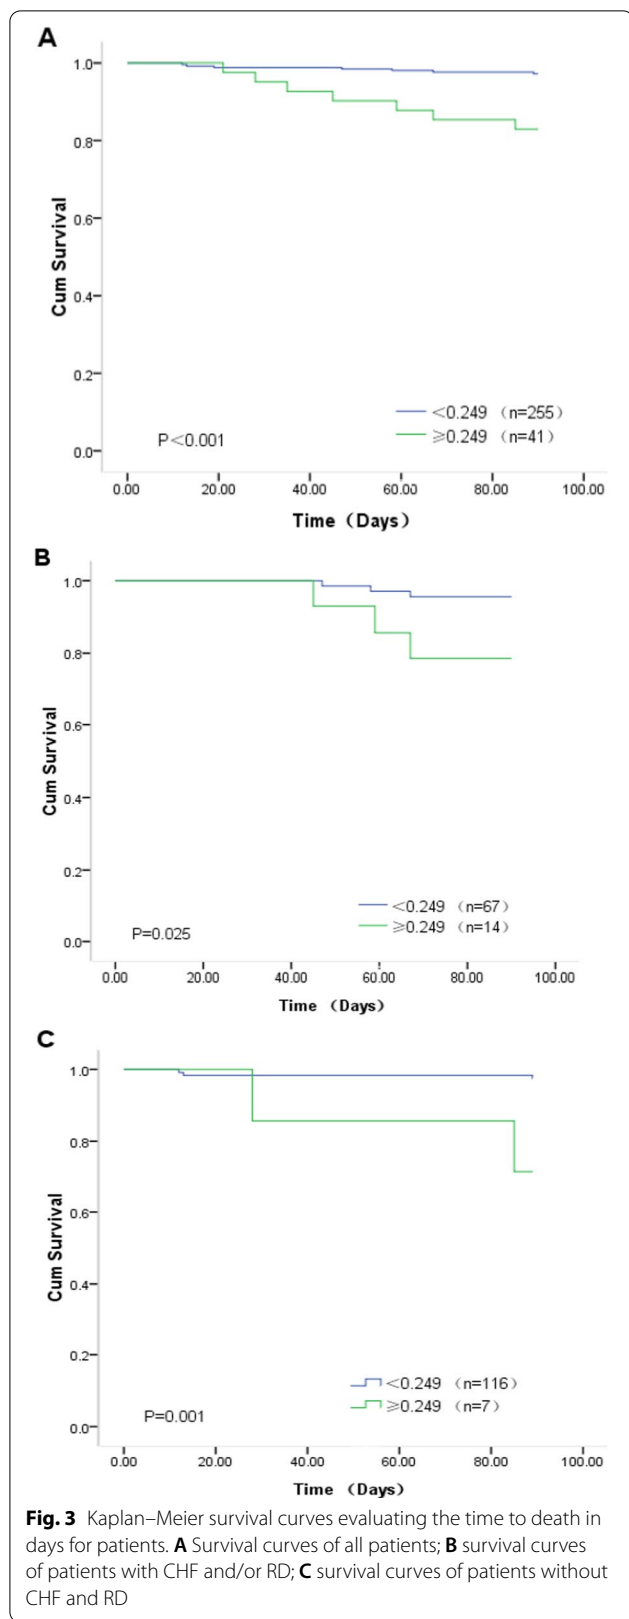 A
1.0
0.8
0.6
0.4
0.2
0.0
Cum Survival
<0.249 （n=255）
≥0.249 （n=41）
P<0.001
0.00 20.00 40.00 60.00 80.00 100.00
Time（Days）
B
1.0
0.8
0.6
0.4
0.2
0.0
Cum Survival
<0.249 （n=67）
≥0.249 （n=14）
P=0.025
0.00 20.00 40.00 60.00 80.00 100.00
Time （Days）
C
1.0
0.8
0.6
0.4
0.2
0.0
Cum Survival
<0.249 （n=116）
≥0.249 （n=7）
P=0.001
0.00 20.00 40.00 60.00 80.00 100.00
Time （Days）
Fig. 3 Kaplan–Meier survival curves evaluating the time to death in
days for patients. A Survival curves of all patients; B survival curves
of patients with CHF and/or RD; C survival curves of patients without
CHF and RD